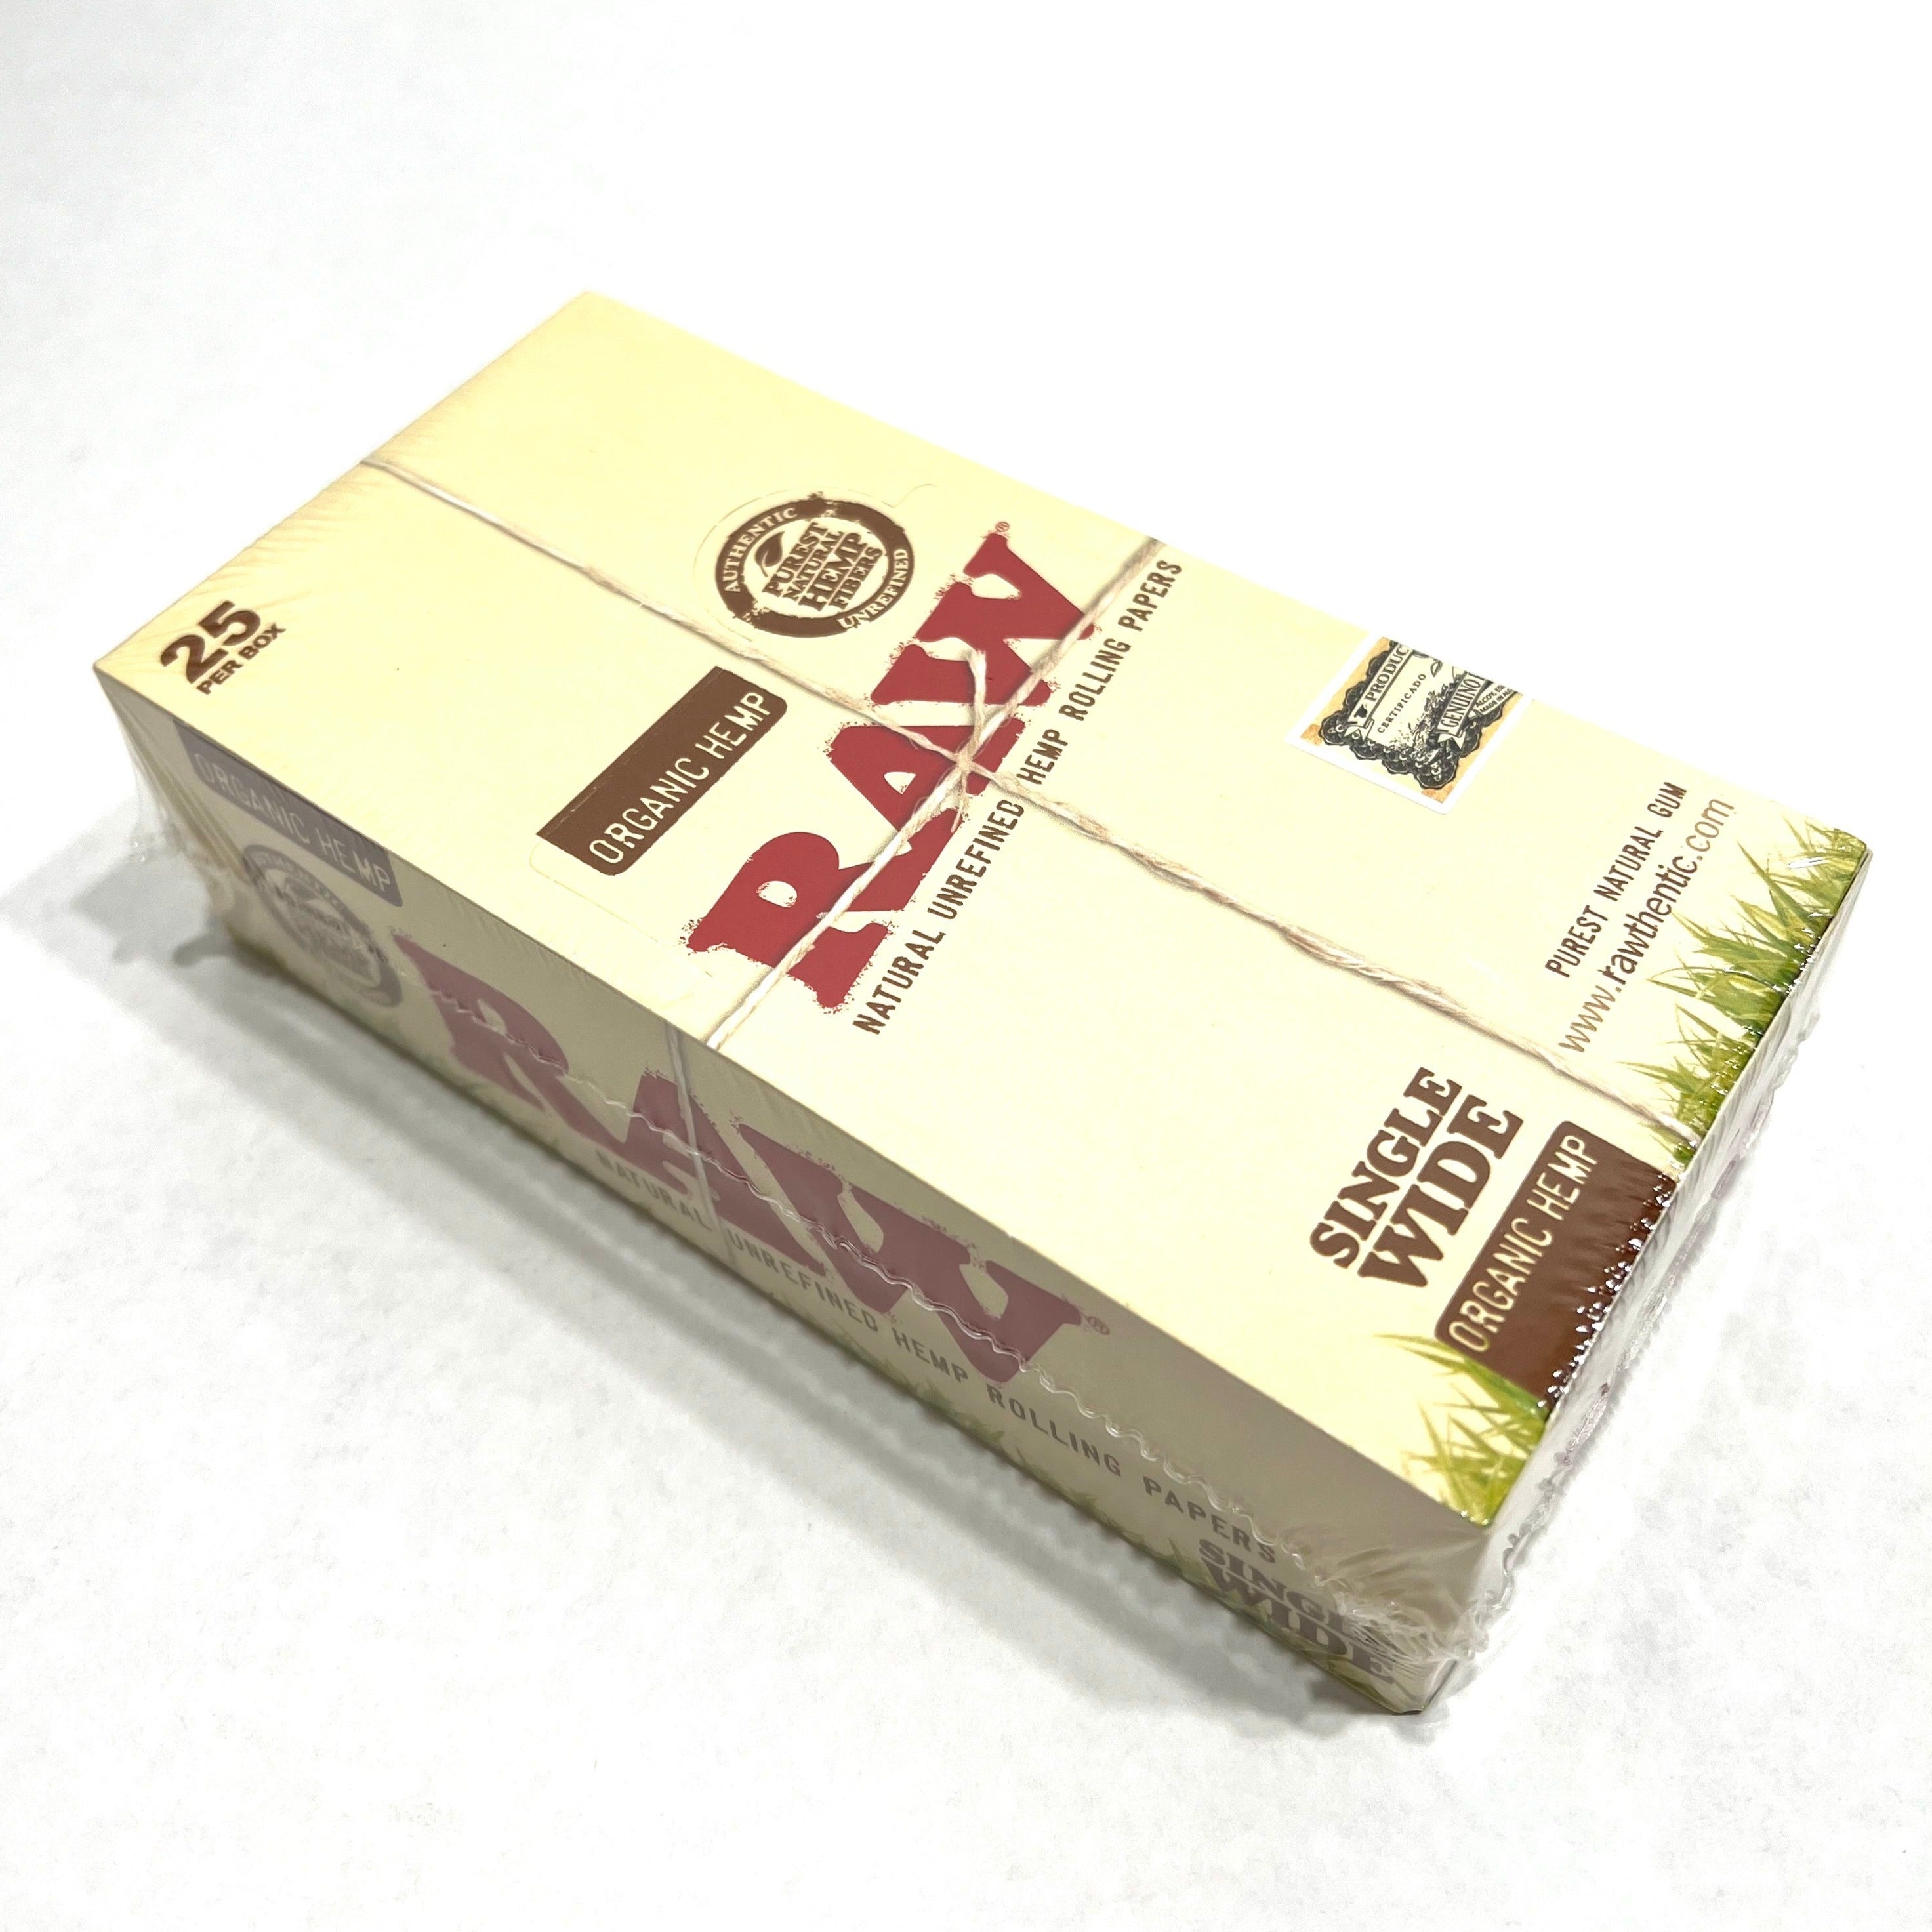 25
PER BOX
AUTHENTIC
PUREST
NATURAL
HEMP
FIBERS
UNREFINED
ORGANIC HEMP
RAW®
NATURAL UNREFINED HEMP ROLLING PAPERS
PRODUC
CERTIFICADO
GENUINO
PUREST NATURAL GUM
www.rawthentic.com
SINGLE
WIDE
ORGANIC HEMP
ORGANIC HEMP
RAW®
NATURAL UNREFINED HEMP ROLLING PAPERS
SINGLE
WIDE